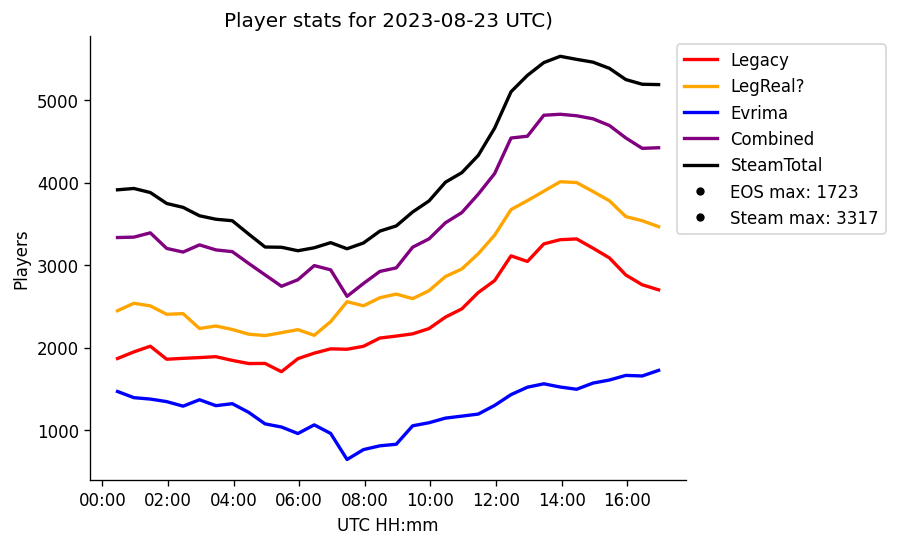 Player stats for 2023-08-23 UTC)
Legacy
LegReal?
Evrima
Combined
SteamTotal
EOS max: 1723
Steam max: 3317
Players
5000
4000
3000
2000
1000
00:00 02:00 04:00 06:00 08:00 10:00 12:00 14:00 16:00
UTC HH:mm